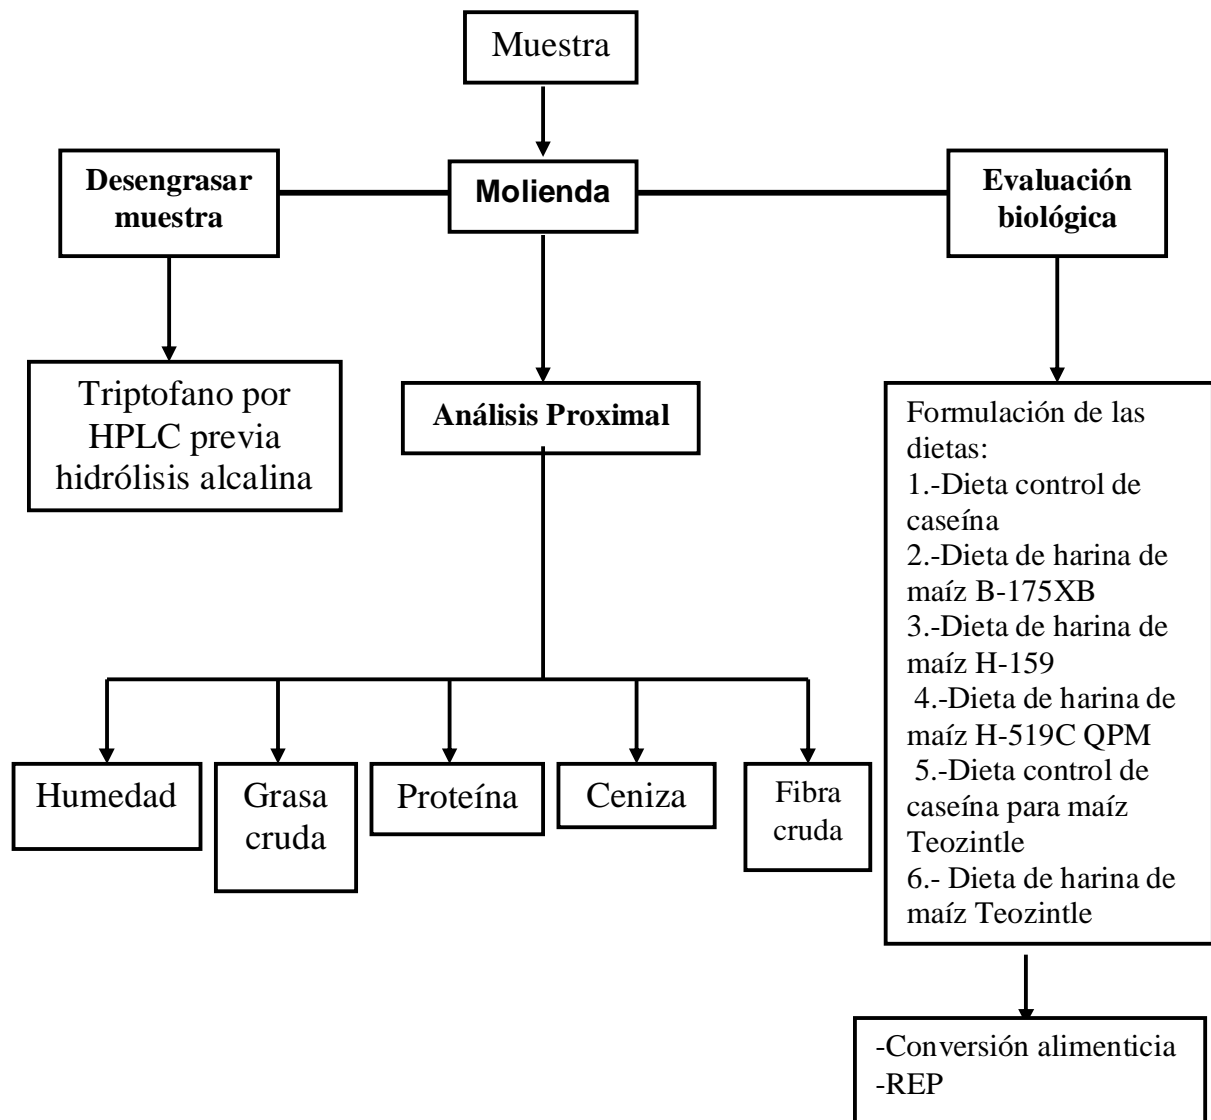 Muestra
Desengrasar
muestra
Molienda
Evaluación
biológica
Triptofano por
HPLC previa
hidrólisis alcalina
Análisis Proximal
Formulación de las
dietas:
1.-Dieta control de
caseína
2.-Dieta de harina de
maíz B-175XB
3.-Dieta de harina de
maíz H-159
4.-Dieta de harina de
maíz H-519C QPM
5.-Dieta control de
caseína para maíz
Teozintle
6.- Dieta de harina de
maíz Teozintle
Humedad
Grasa
cruda
Proteína
Ceniza
Fibra
cruda
-Conversión alimenticia
-REP